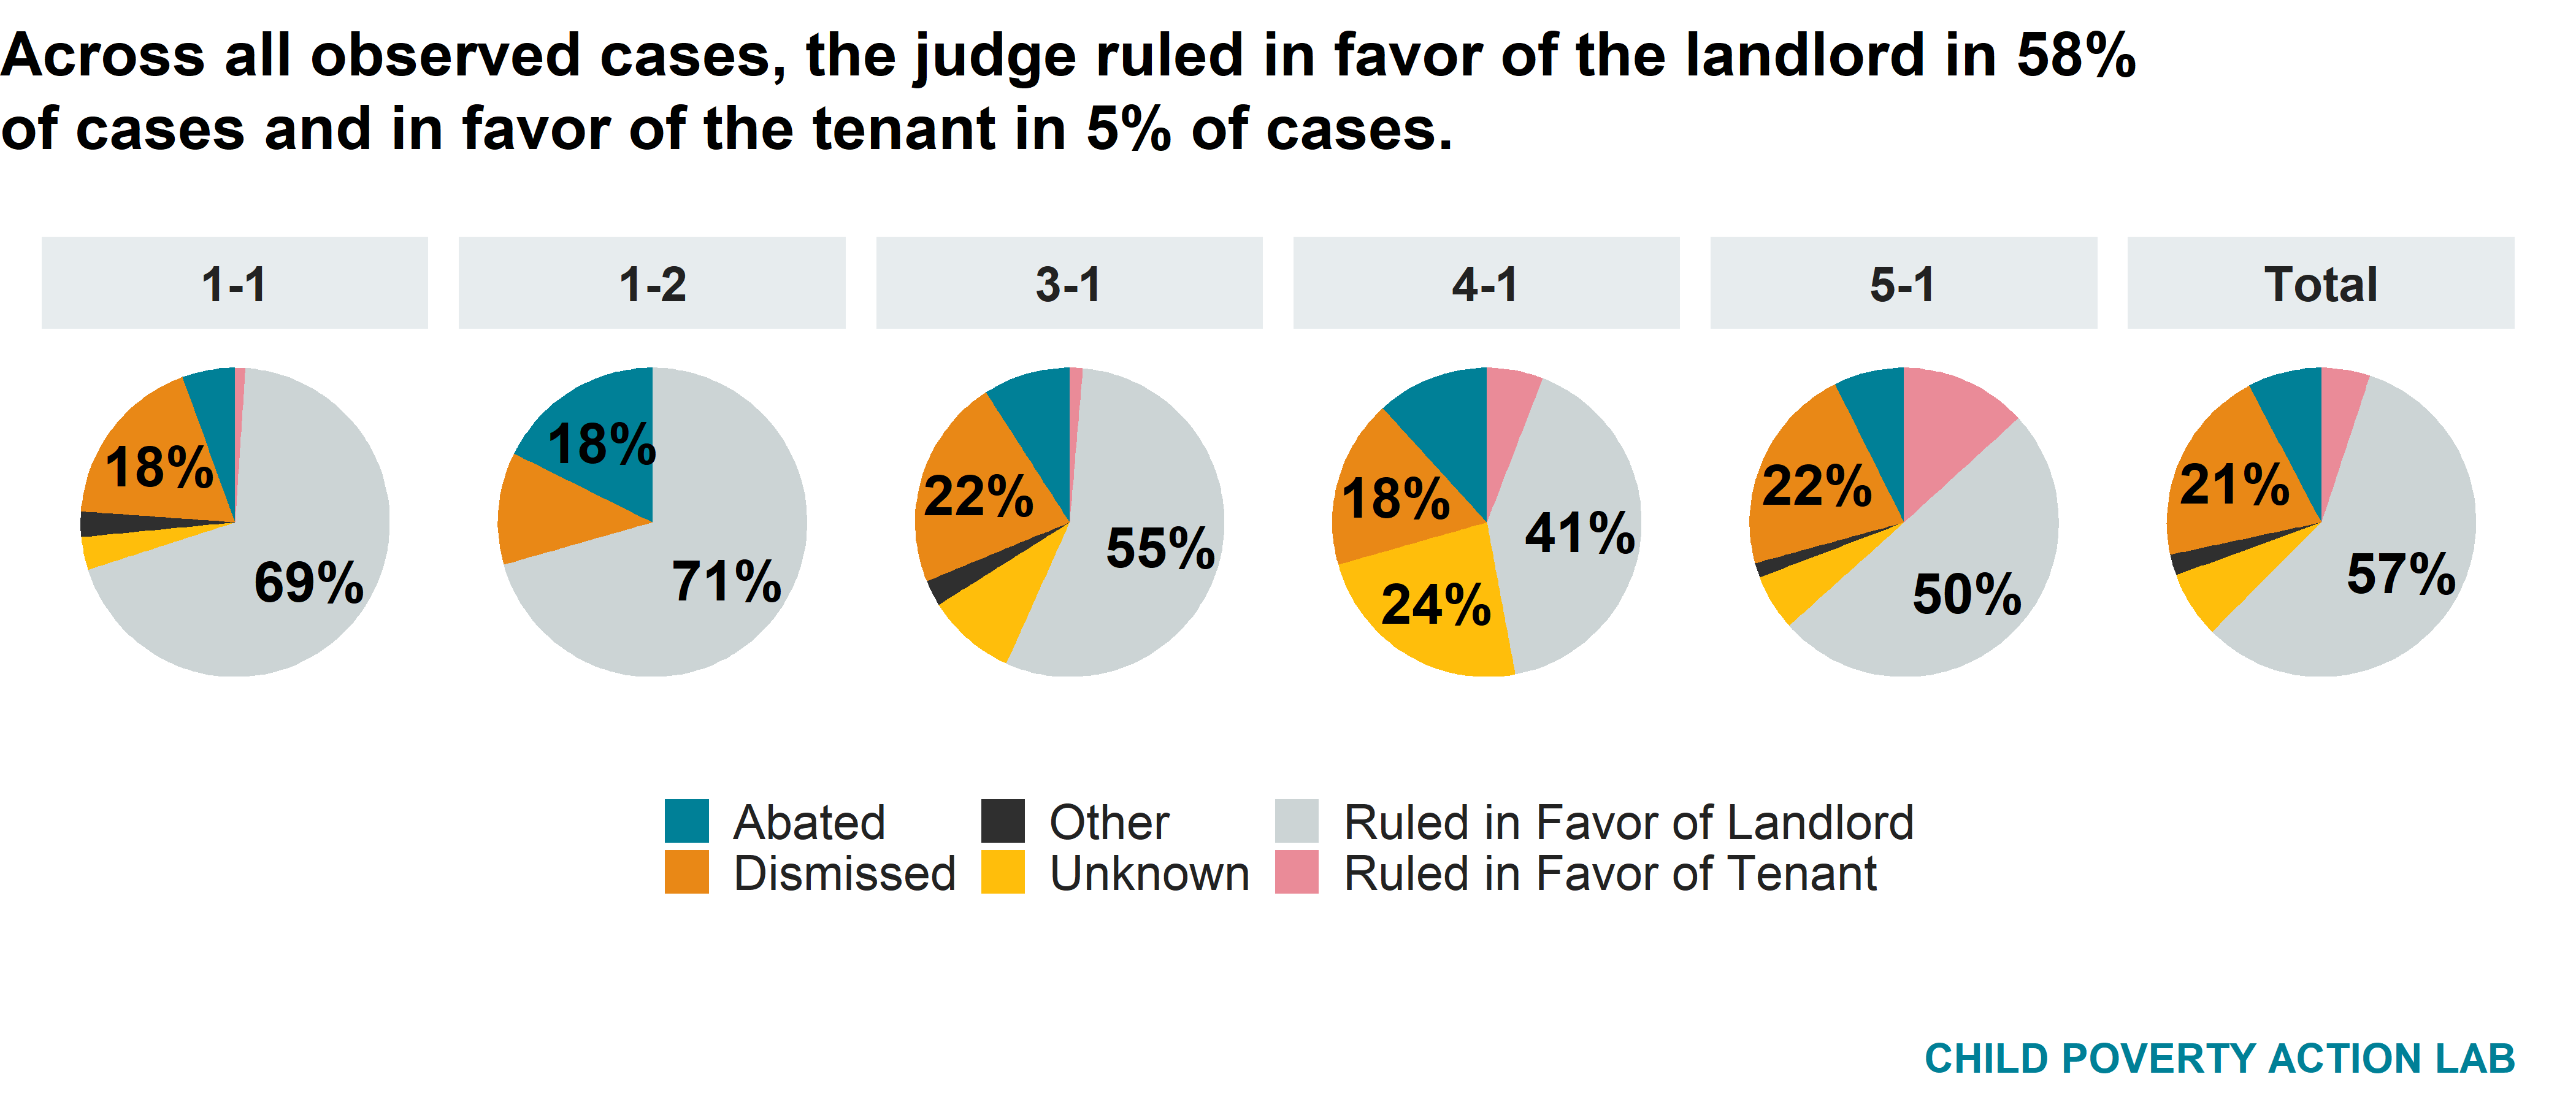 Across all observed cases, the judge ruled in favor of the landlord in 58%
of cases and in favor of the tenant in 5% of cases.
1-1 1-2 3-1 4-1 5-1 Total
18%
69%
18%
71%
22%
55%
18%
41%
24%
22%
50%
21%
57%
Abated Other Ruled in Favor of Landlord
Dismissed Unknown Ruled in Favor of Tenant
CHILD POVERTY ACTION LAB